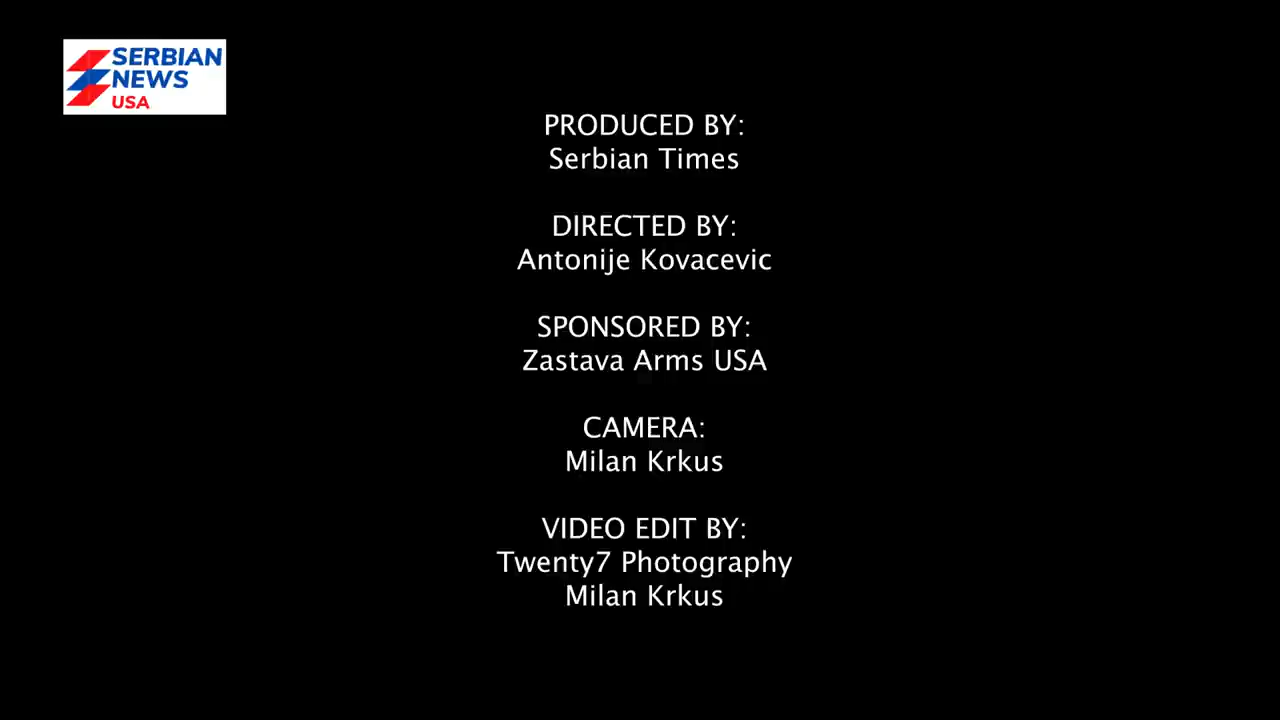 SERBIAN
NEWS
USA
PRODUCED BY:
Serbian Times
DIRECTED BY:
Antonije Kovacevic
SPONSORED BY:
Zastava Arms USA
CAMERA:
Milan Krkus
VIDEO EDIT BY:
Twenty7 Photography
Milan Krkus